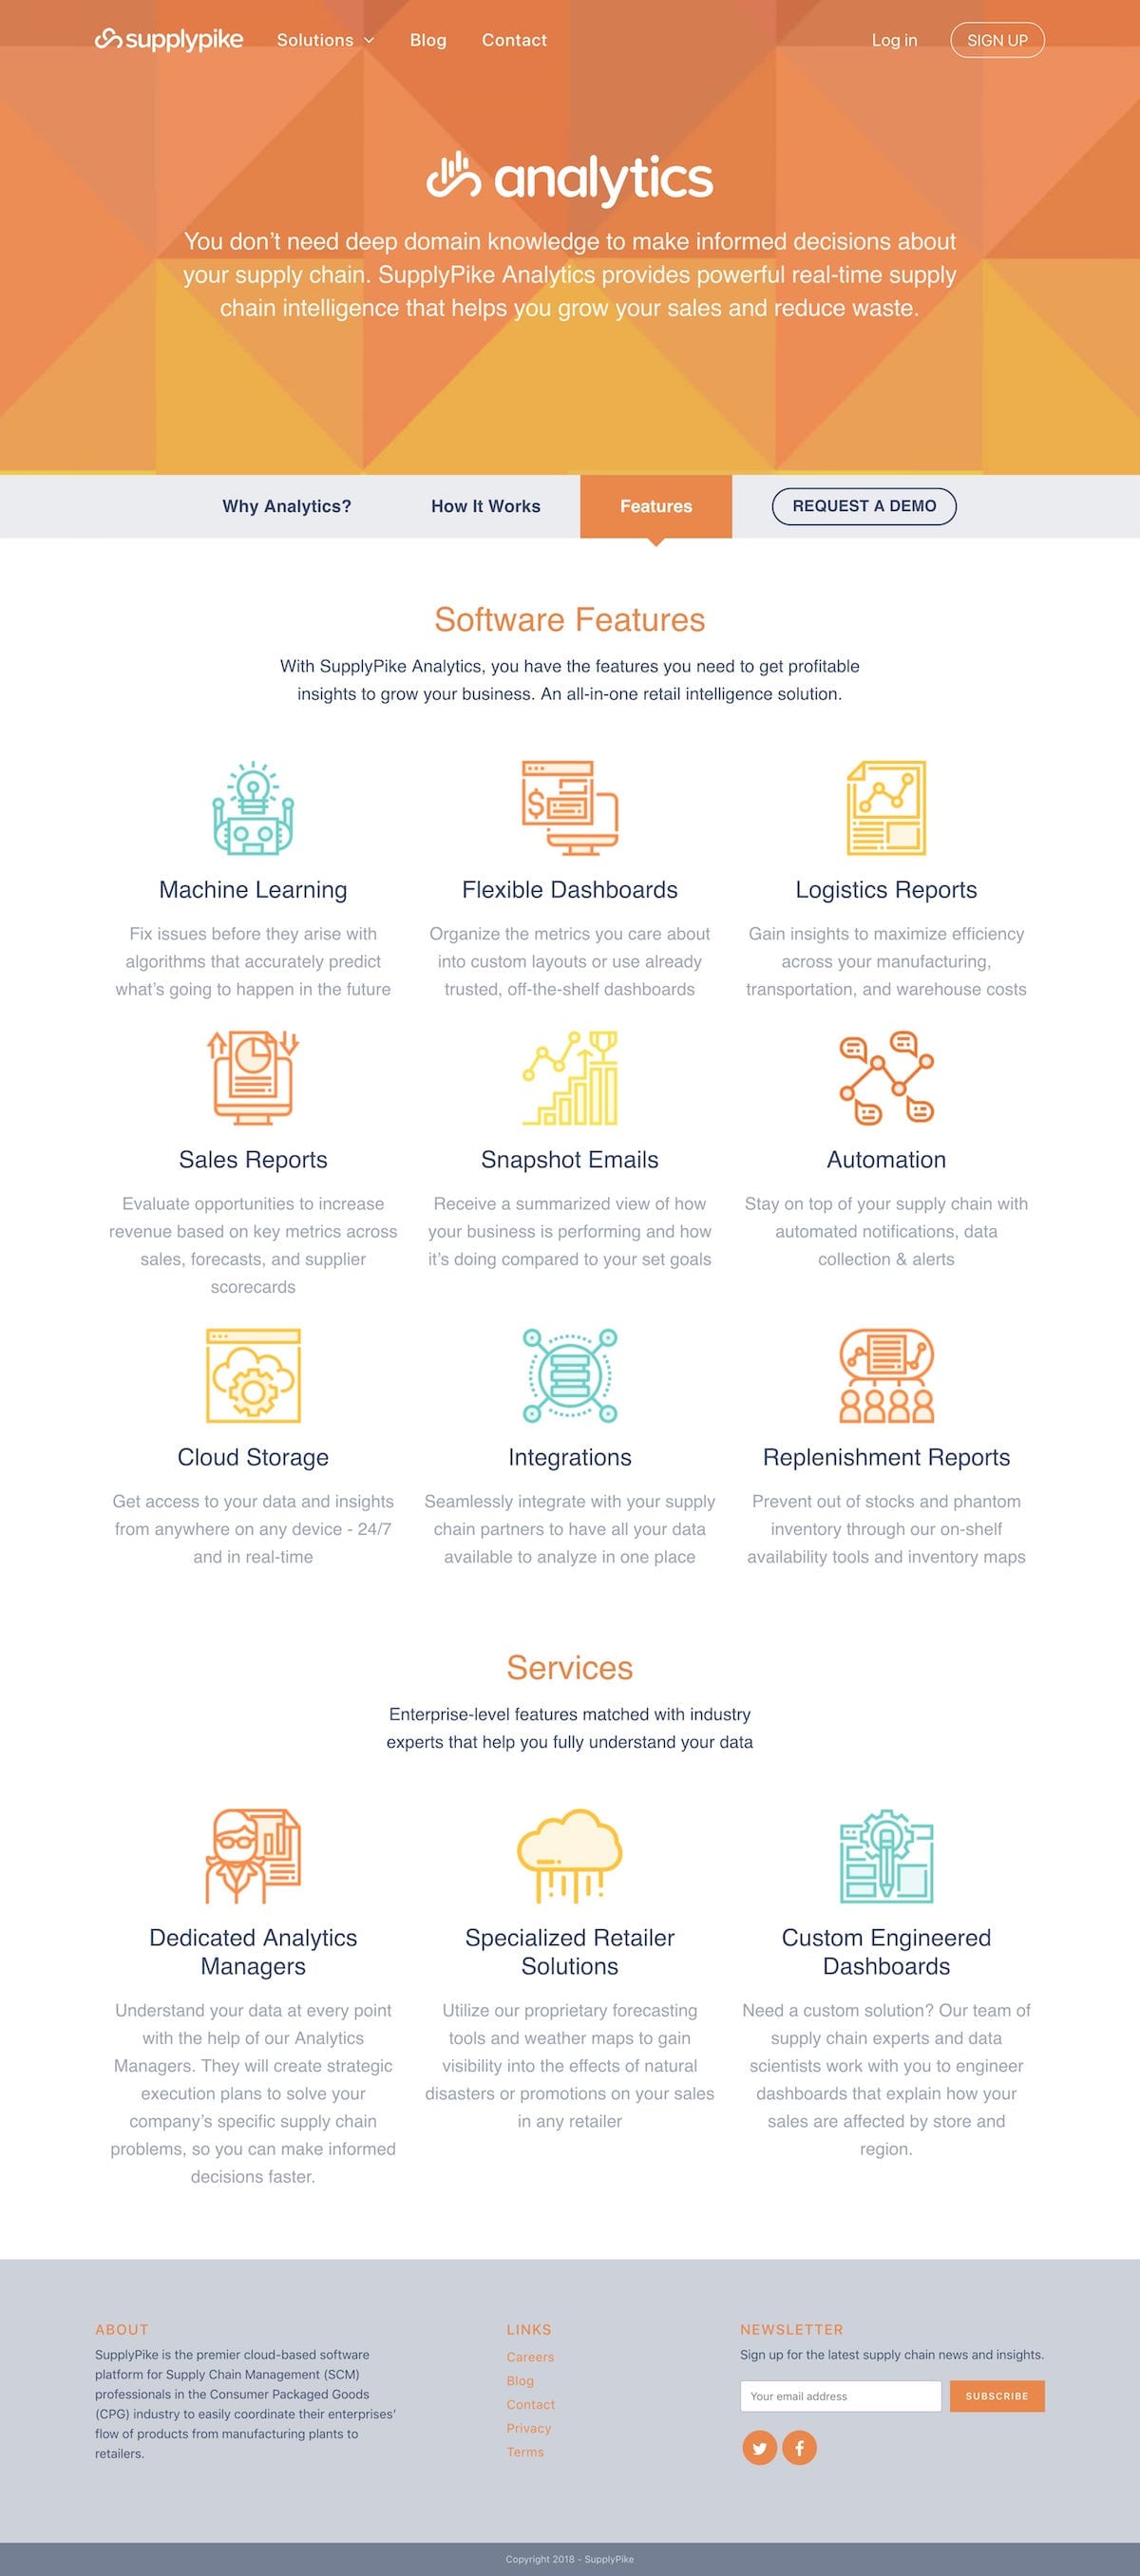 supplypike
Solutions
Blog
Contact
Log in
SIGN UP
analytics
You don’t need deep domain knowledge to make informed decisions about
your supply chain. SupplyPike Analytics provides powerful real-time supply
chain intelligence that helps you grow your sales and reduce waste.
Why Analytics?
How It Works
Features
REQUEST A DEMO
Software Features
With SupplyPike Analytics, you have the features you need to get profitable
insights to grow your business. An all-in-one retail intelligence solution.
Machine Learning
Fix issues before they arise with
algorithms that accurately predict
what’s going to happen in the future
$
Flexible Dashboards
Organize the metrics you care about
into custom layouts or use already
trusted, off-the-shelf dashboards
Logistics Reports
Gain insights to maximize efficiency
across your manufacturing,
transportation, and warehouse costs
Sales Reports
Evaluate opportunities to increase
revenue based on key metrics across
sales, forecasts, and supplier
scorecards
Snapshot Emails
Receive a summarized view of how
your business is performing and how
it’s doing compared to your set goals
Automation
Stay on top of your supply chain with
automated notifications, data
collection & alerts
Cloud Storage
Get access to your data and insights
from anywhere on any device - 24/7
and in real-time
Integrations
Seamlessly integrate with your supply
chain partners to have all your data
available to analyze in one place
Replenishment Reports
Prevent out of stocks and phantom
inventory through our on-shelf
availability tools and inventory maps
Services
Enterprise-level features matched with industry
experts that help you fully understand your data
Dedicated Analytics
Managers
Understand your data at every point
with the help of our Analytics
Managers. They will create strategic
execution plans to solve your
company’s specific supply chain
problems, so you can make informed
decisions faster.
Specialized Retailer
Solutions
Utilize our proprietary forecasting
tools and weather maps to gain
visibility into the effects of natural
disasters or promotions on your sales
in any retailer
Custom Engineered
Dashboards
Need a custom solution? Our team of
supply chain experts and data
scientists work with you to engineer
dashboards that explain how your
sales are affected by store and
region.
ABOUT
SupplyPike is the premier cloud-based software
platform for Supply Chain Management (SCM)
professionals in the Consumer Packaged Goods
(CPG) industry to easily coordinate their enterprises’
flow of products from manufacturing plants to
retailers.
LINKS
Careers
Blog
Contact
Privacy
Terms
NEWSLETTER
Sign up for the latest supply chain news and insights.
Your email address
SUBSCRIBE
Copyright 2018 - SupplyPike